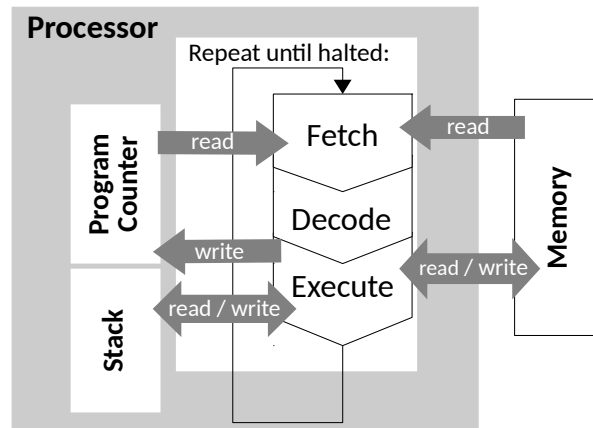 Processor
Repeat until halted:
Program
Counter
read
Fetch
read
Decode
write
Execute
read / write
read / write
Stack
Memory